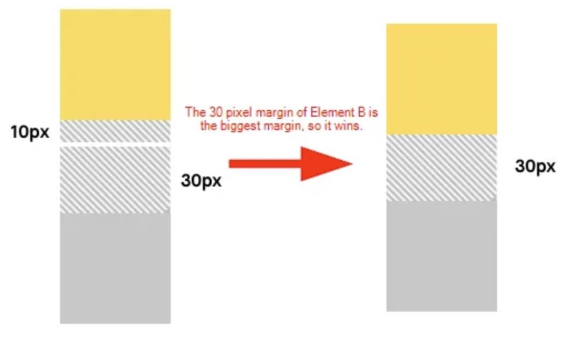 10px
The 30 pixel margin of Element B is
the biggest margin, so it wins.
30px
30px